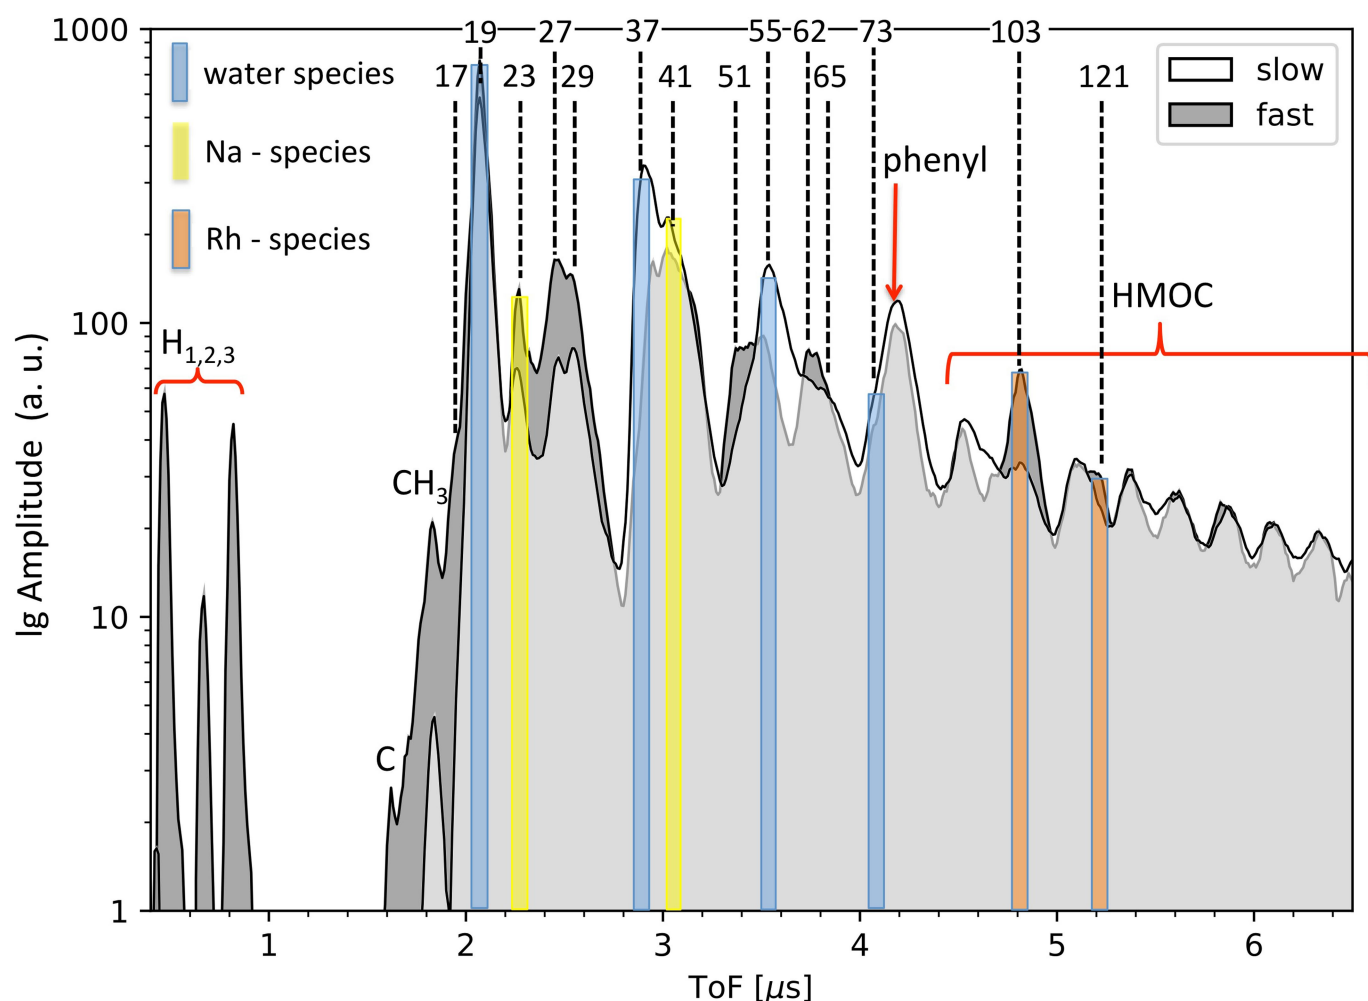 1000
19
27
37
55
62
73
103
17
23
29
41
51
65
121
water species
Na - species
Rh - species
slow
fast
phenyl
HMOC
H1,2,3
CH3
C
100
10
1
lg Amplitude (a. u.)
1
2
3
4
5
6
ToF [μs]